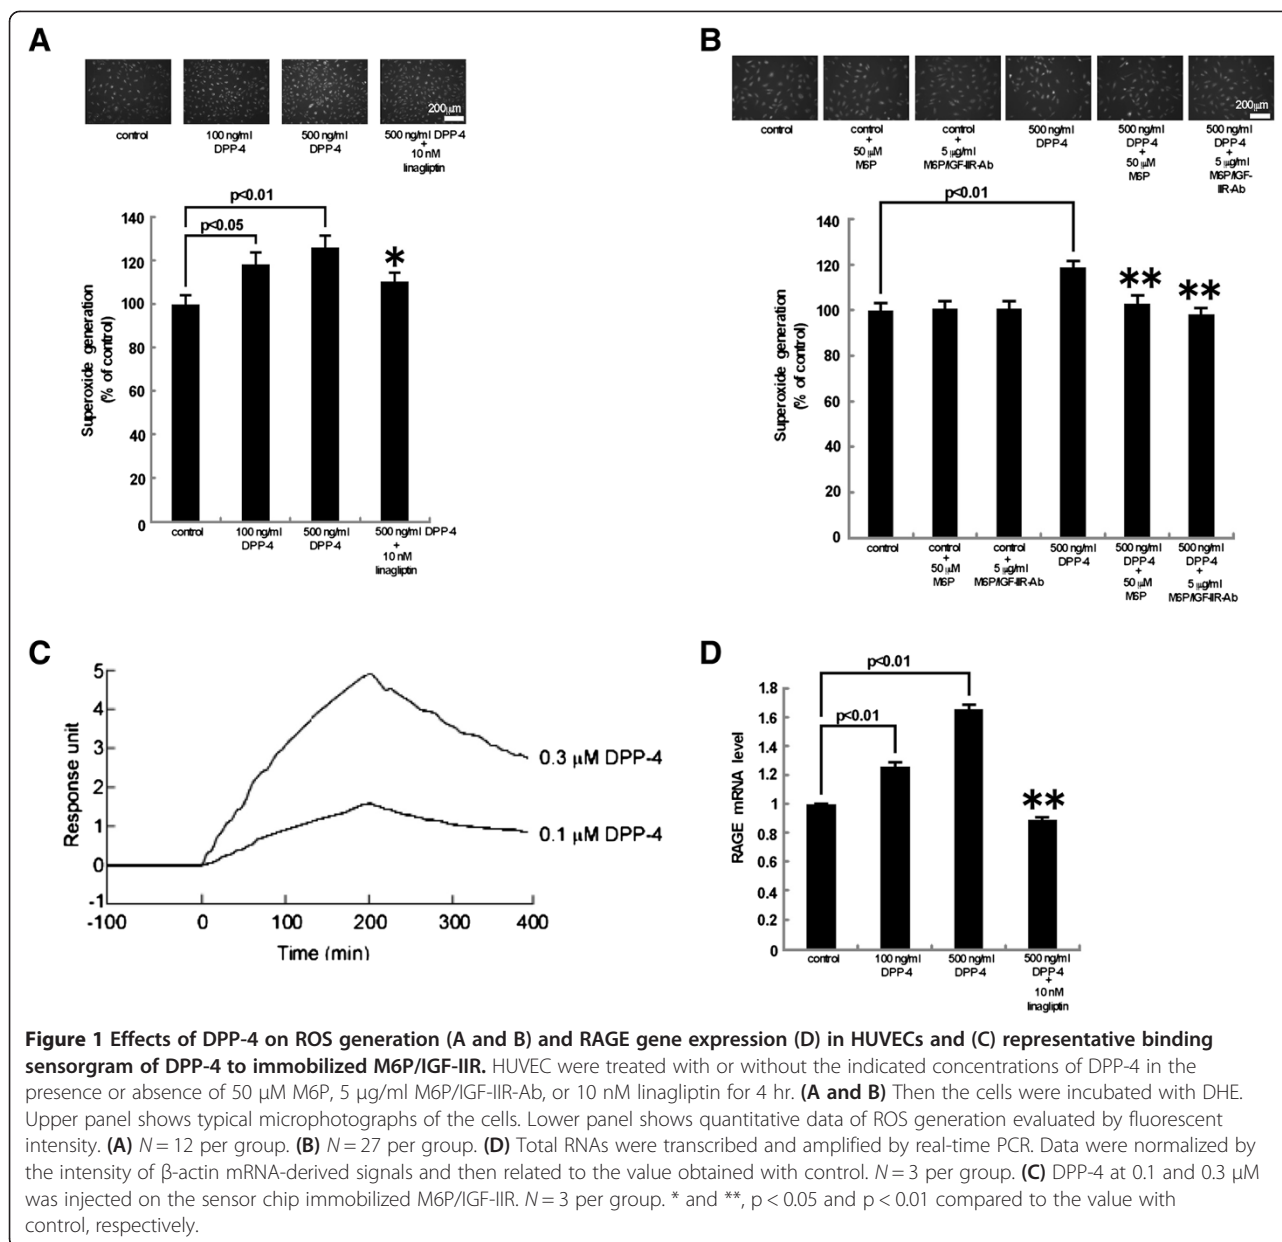 A
control
100 ng/ml
DPP-4
500 ng/ml
DPP-4
500 ng/ml DPP-4
+
10 nM
linagliptin
200μm
p<0.01
p<0.05
*
Superoxide generation
(% of control)
140
120
100
80
60
40
20
0
control
100 ng/ml
DPP-4
500 ng/ml
DPP-4
500 ng/ml DPP-4
+
10 nM
linagliptin
B
control
control
+
50 μM
M6P
control
+
5 μg/ml
M6P/IGF-IIR-Ab
500 ng/ml
DPP-4
500 ng/ml
DPP-4
+
50 μM
M6P
500 ng/ml
DPP-4
+
5 μg/ml
M6P/IGF-
IIR-Ab
200μm
p<0.01
**
**
Superoxide generation
(% of control)
140
120
100
80
60
40
20
0
control
control
+
50 μM
M6P
control
+
5 μg/ml
M6P/IGF-IIR-Ab
500 ng/ml
DPP-4
500 ng/ml
DPP-4
+
50 μM
M6P
500 ng/ml
DPP-4
+
5 μg/ml
M6P/IGF-IIR-Ab
C
Response unit
5
4
3
2
1
0
-1
-100
0
100
200
300
400
Time (min)
0.3 μM DPP-4
0.1 μM DPP-4
D
p<0.01
p<0.01
**
RAGE mRNA level
1.8
1.6
1.4
1.2
1
0.8
0.6
0.4
0.2
0
control
100 ng/ml
DPP-4
500 ng/ml
DPP-4
500 ng/ml
DPP-4
+
10 nM
linagliptin
Figure 1 Effects of DPP-4 on ROS generation (A and B) and RAGE gene expression (D) in HUVECs and (C) representative binding
sensorgram of DPP-4 to immobilized M6P/IGF-IIR. HUVEC were treated with or without the indicated concentrations of DPP-4 in the
presence or absence of 50 μM M6P, 5 μg/ml M6P/IGF-IIR-Ab, or 10 nM linagliptin for 4 hr. (A and B) Then the cells were incubated with DHE.
Upper panel shows typical microphotographs of the cells. Lower panel shows quantitative data of ROS generation evaluated by fluorescent
intensity. (A) N = 12 per group. (B) N = 27 per group. (D) Total RNAs were transcribed and amplified by real-time PCR. Data were normalized by
the intensity of β-actin mRNA-derived signals and then related to the value obtained with control. N = 3 per group. (C) DPP-4 at 0.1 and 0.3 μM
was injected on the sensor chip immobilized M6P/IGF-IIR. N = 3 per group. * and **, p < 0.05 and p < 0.01 compared to the value with
control, respectively.